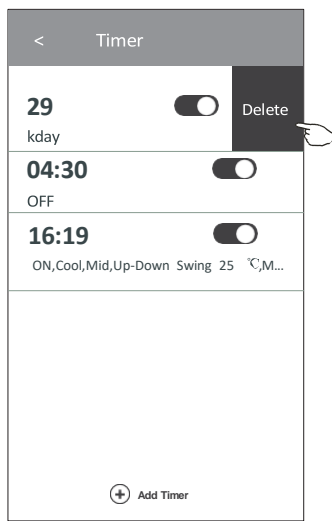 < Timer
29 Delete
kday
04:30
OFF
16:19
ON,Cool,Mid,Up-Down Swing 25 ℃,M...
Add Timer